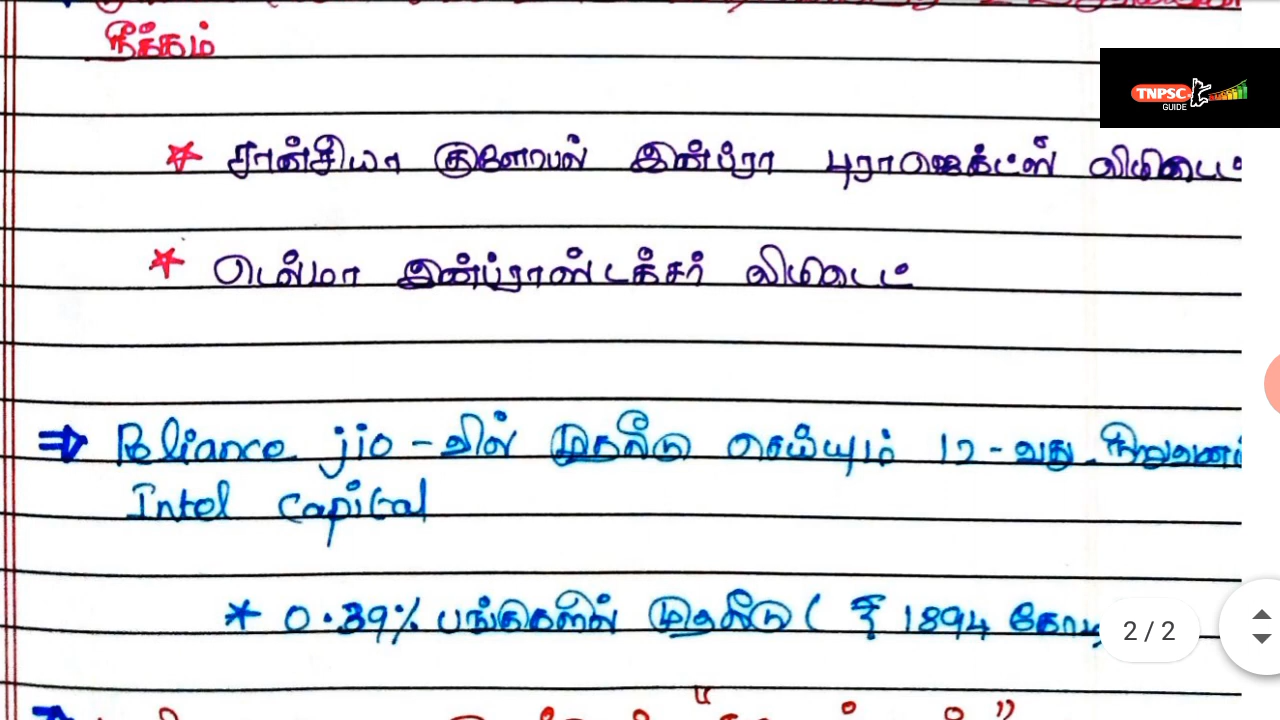 நீக்கம்
TNPSC
GUIDE
* சான்சியா குளோபல் இன்ப்ரா புராஜெக்ட்ஸ் லிமிடெட்
* டெல்மா இன்ப்ராஸ்டக்சர் லிமிடெட்
⇒ Reliance jio - வில் முதலீடு செய்யும் 12 - வது நிறுவனம்
Intel Capital
* 0.39% பங்குகளில் முதலீடு ( ₹ 1894 கோடி
2 / 2